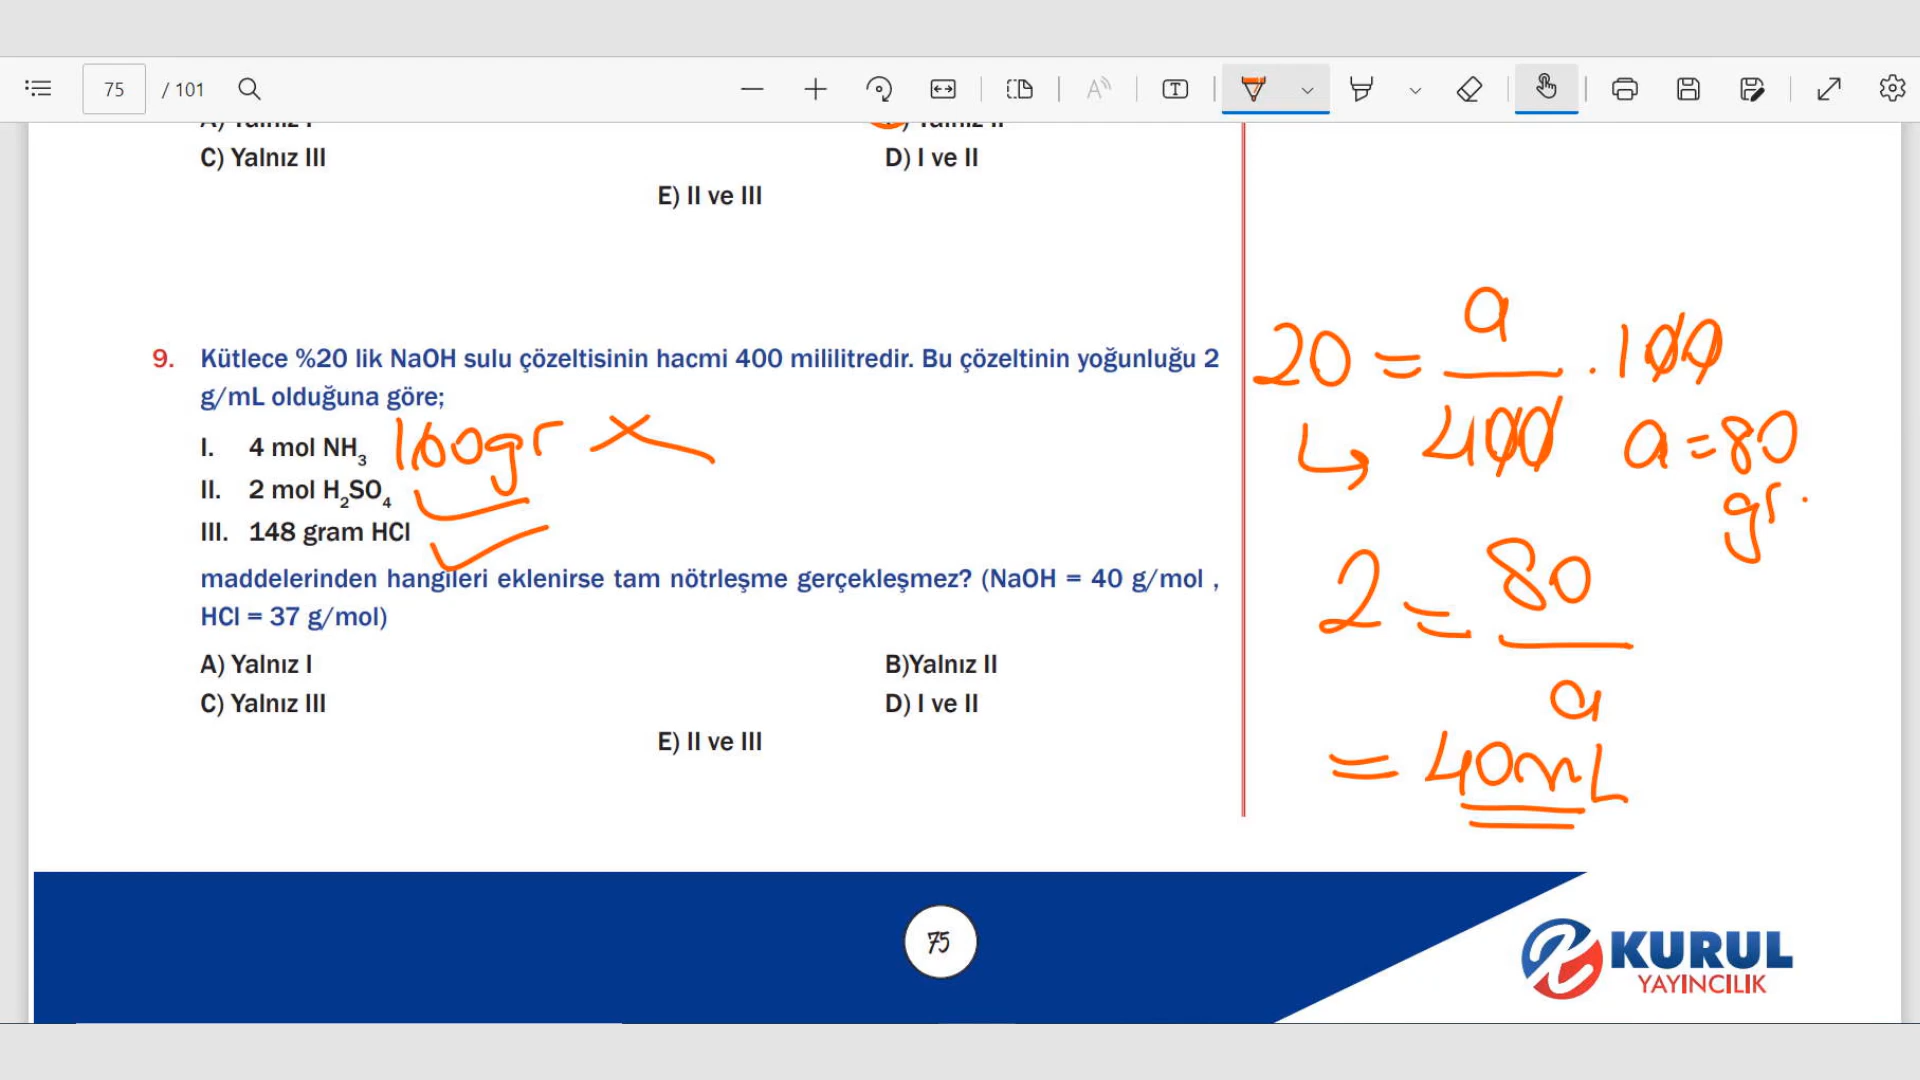 75 / 101
A) Yalnız I
B) Yalnız II
C) Yalnız III
D) I ve II
E) II ve III
9. Kütlece %20 lik NaOH sulu çözeltisinin hacmi 400 mililitredir. Bu çözeltinin yoğunluğu 2
g/mL olduğuna göre;
I. 4 mol NH₃ 160gr
II. 2 mol H₂SO₄
III. 148 gram HCl
maddelerinden hangileri eklenirse tam nötrleşme gerçekleşmez? (NaOH = 40 g/mol ,
HCl = 37 g/mol)
A) Yalnız I
B)Yalnız II
C) Yalnız III
D) I ve II
E) II ve III
20 = a/400 . 100
a = 80
gr.
2 = 80/a
= 40mL
75
KURUL
YAYINCILIK